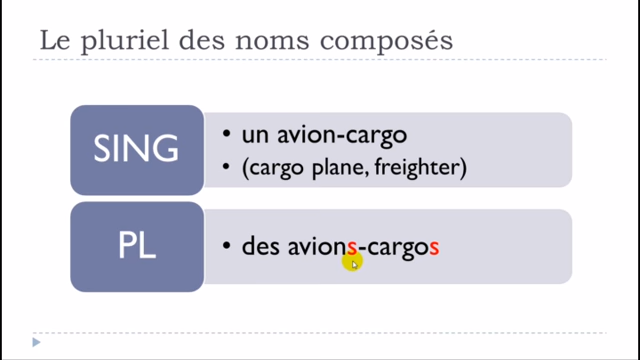 Le pluriel des noms composés
SING
• un avion-cargo
• (cargo plane, freighter)
PL
• des avions-cargos